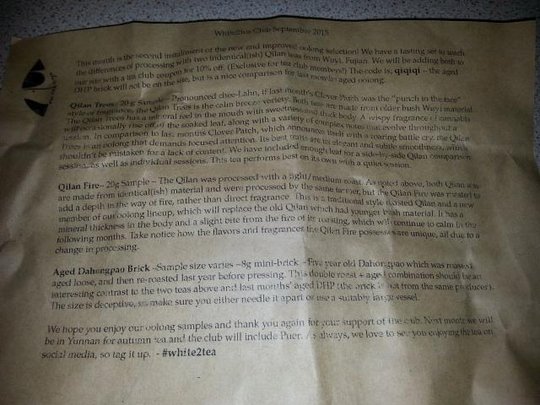 White2tea Club September 2015
This month is the second installment of the new and improved oolong selection! We have a tasting set to teach
the differences of processing with two indentical(ish) Qilan was from Wuyi, Fujian. We will be adding both to
our site with a tea club coupon for 10% off. (Exclusive for tea club members!) The code is; qiqiqi – the aged
DHP brick will not be on the site, but is a nice comparison for last months aged oolong.
Qilan Trees – 20 g Sample – Pronounced chee-Lahn, if last month's Clover Patch was the "punch in the face"
style of fragrance, the Qilan Trees is the calm breezy variety. Both teas are made from older bush Wuyi material
The Qilan Trees has a mineral feel in the mouth with sweetness and thick body. A wispy fragrance of cannabis
will occasionally rise off of the soaked leaf, along with a variety of complex notes that evolve throughout a
session. In comparison to last months Clover Patch, which announces itself with a roaring battle cry, the Qilan
Trees is an oolong that demands focused attention. Its best traits are its elegant and subtle smoothness, which
shouldn't be mistaken for a lack of content. We have included enough leaf for a side-by-side Qilan comparison
session, as well as individual sessions. This tea performs best on its own with a quiet session.
Qilan Fire – 20g Sample – The Qilan was processed with a light/medium roast. As noted above, both Qilan teas
are made from identical(ish) material and were processed by the same farmer, but the Qilan Fire was roasted to
add a depth in the way of fire, rather than direct fragrance. This is a traditional style roasted Qilan and a new
member of our oolong lineup, which will replace the old Qilan which had younger bush material. It has a
mineral thickness in the body and a slight bite from the fire of its roasting, which will continue to calm in the
following months. Take notice how the flavors and fragrances the Qilan Fire possesses are unique, all due to a
change in processing.
Aged Dahongpao Brick –Sample size varies ~8g mini-brick –Five year old Dahongpao which was roasted,
aged loose, and then re-roasted last year before pressing. This double roast + aged combination should be an
interesting contrast to the two teas above and last months' aged DHP (the brick is not from the same producer).
The size is deceptive, so make sure you either needle it apart or use a suitably large vessel.
We hope you enjoy our oolong samples and thank you again for your support of the club. Next month we will
be in Yunnan for autumn tea and the club will include Puer. As always, we love to see you enjoying the tea on
social media, so tag it up. - #white2tea